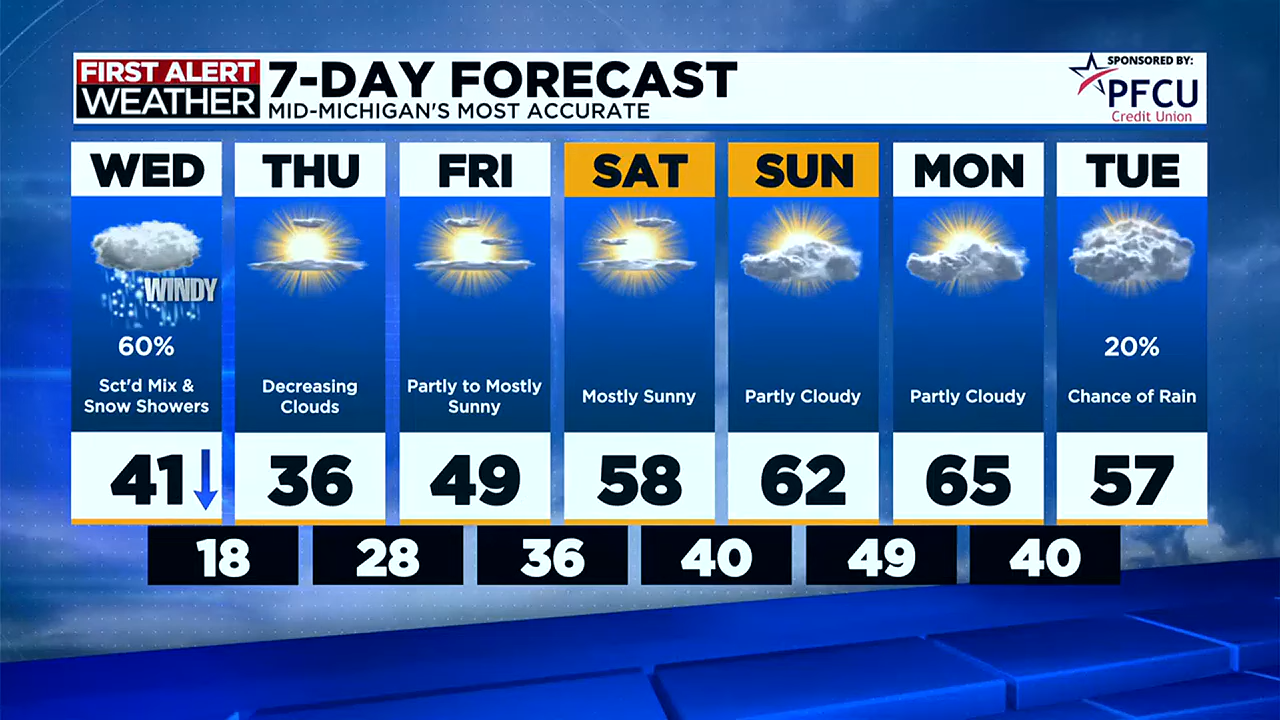 FIRST ALERT
WEATHER
7-DAY FORECAST
MID-MICHIGAN'S MOST ACCURATE
SPONSORED BY:
PFCU
Credit Union
WED THU FRI SAT SUN MON TUE
WINDY
60% 20%
Sct'd Mix &
Snow Showers
Decreasing
Clouds
Partly to Mostly
Sunny
Mostly Sunny
Partly Cloudy
Partly Cloudy
Chance of Rain
41 36 49 58 62 65 57
18 28 36 40 49 40